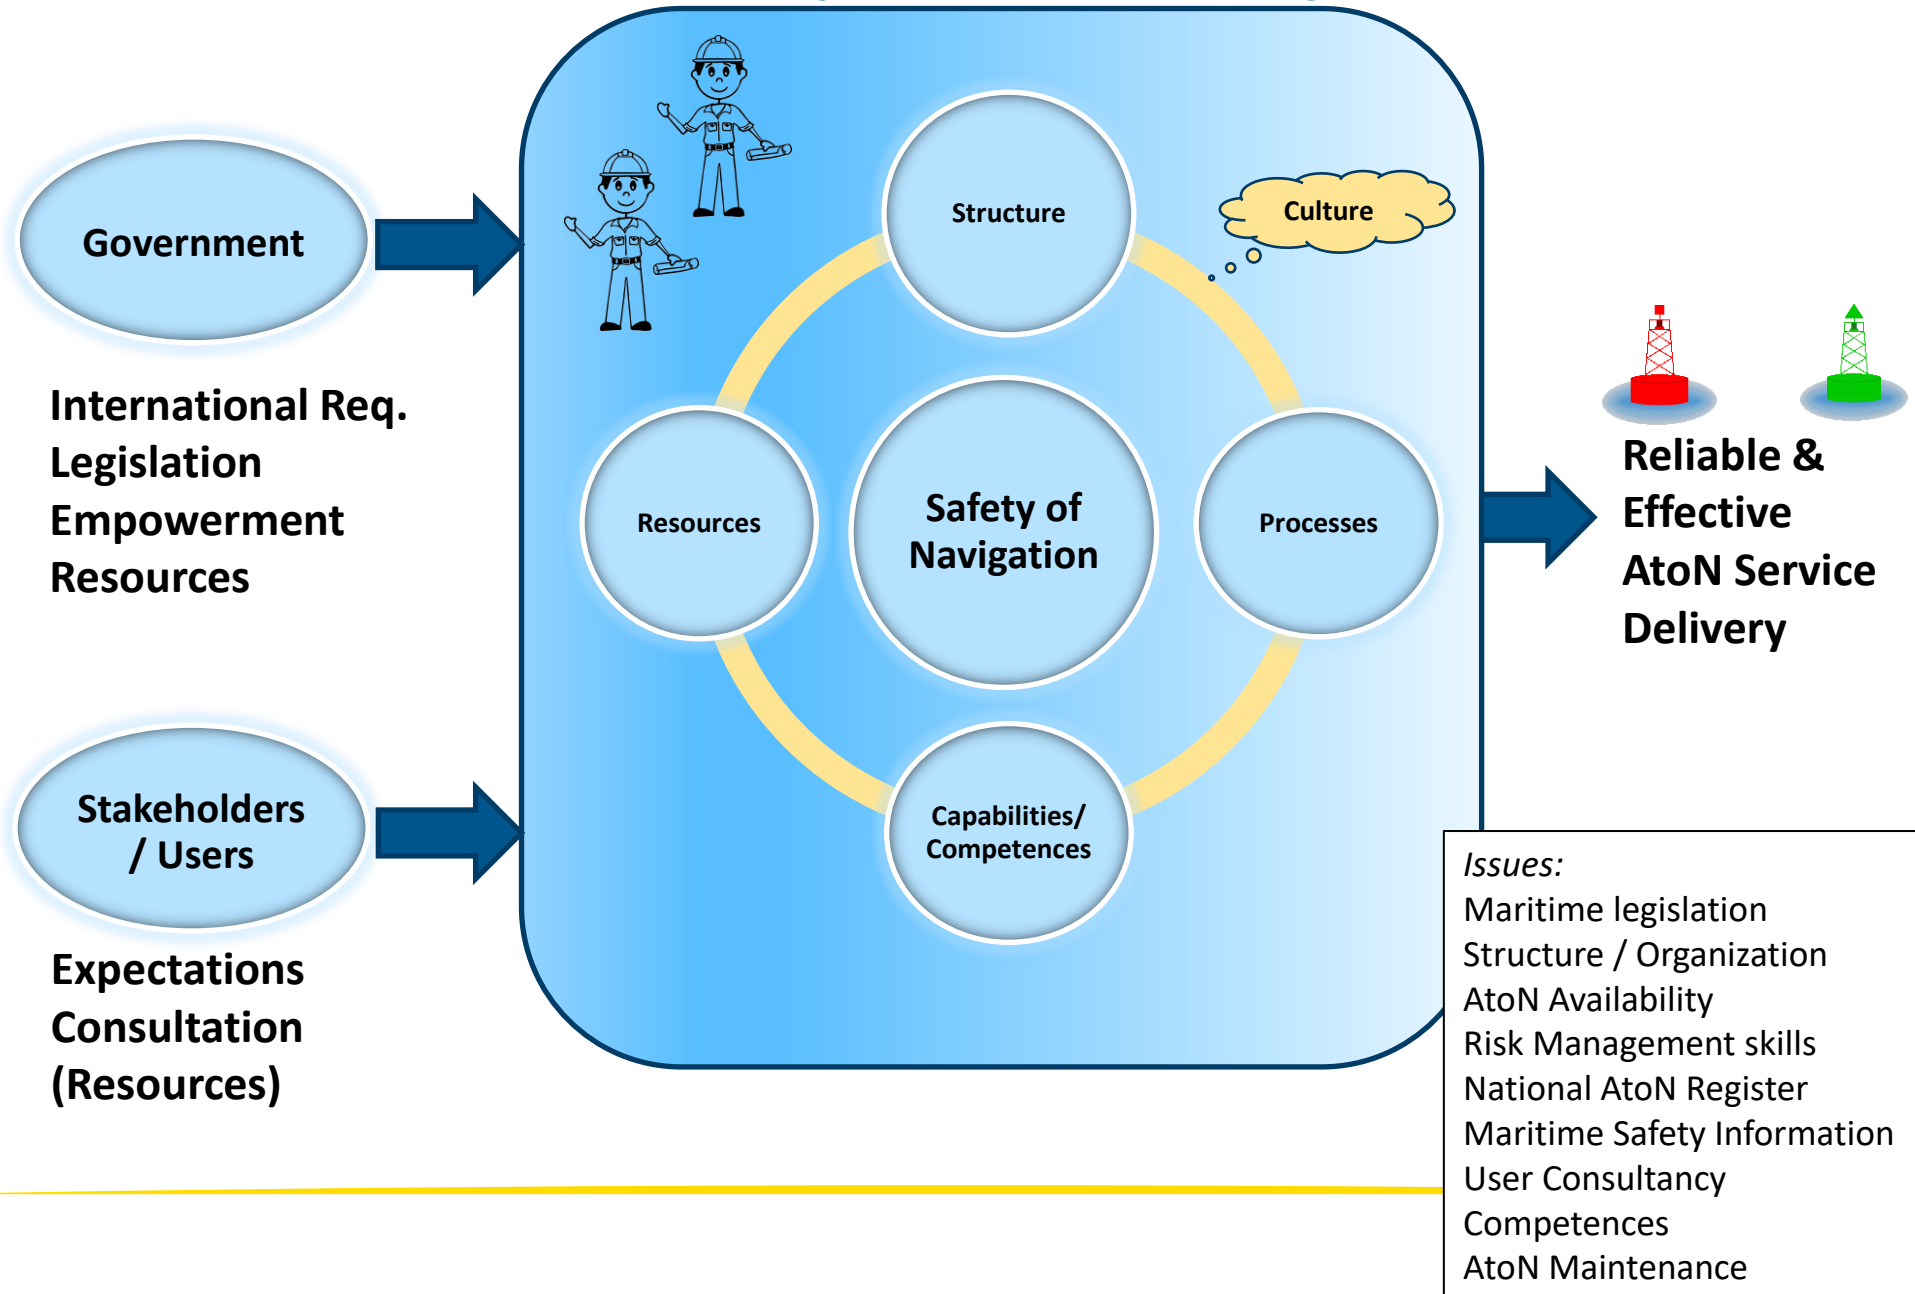 Government
International Req.
Legislation
Empowerment
Resources
Stakeholders
/ Users
Expectations
Consultation
(Resources)
Structure
Culture
Resources
Safety of
Navigation
Processes
Capabilities/
Competences
Reliable &
Effective
AtoN Service
Delivery
Issues:
Maritime legislation
Structure / Organization
AtoN Availability
Risk Management skills
National AtoN Register
Maritime Safety Information
User Consultancy
Competences
AtoN Maintenance